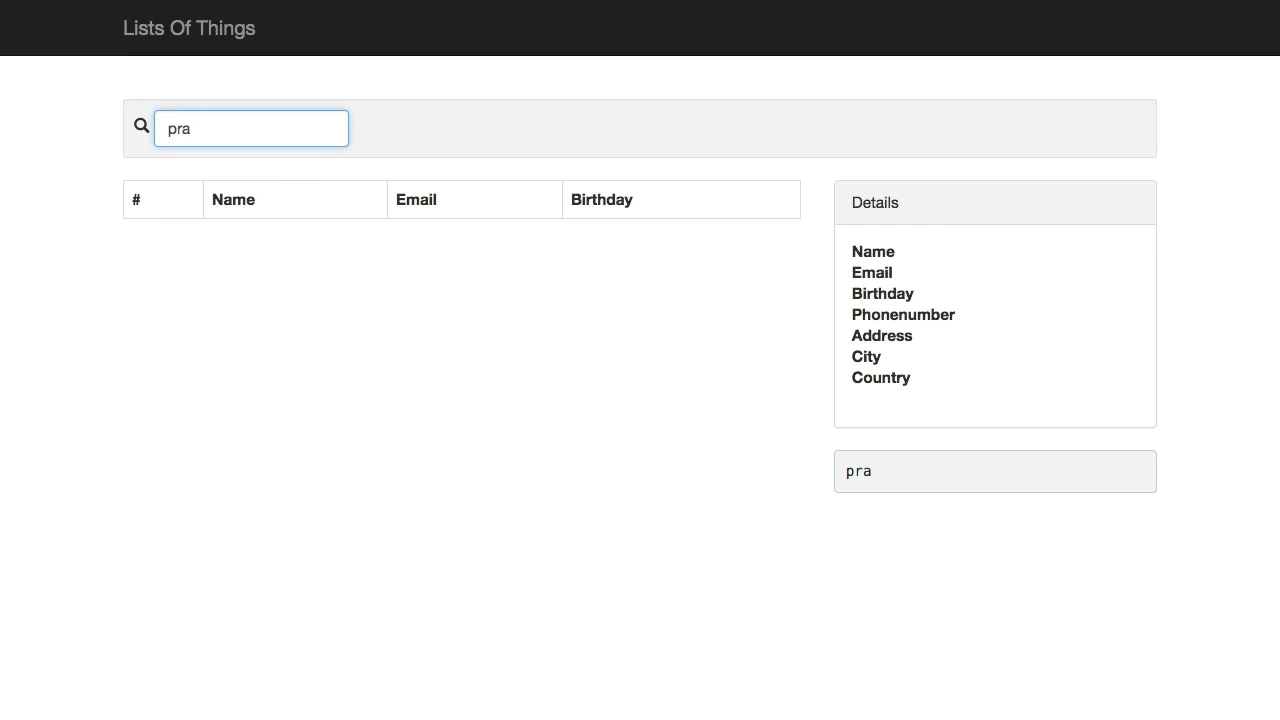 Lists Of Things
pra
# Name Email Birthday
Details
Name
Email
Birthday
Phonenumber
Address
City
Country
pra